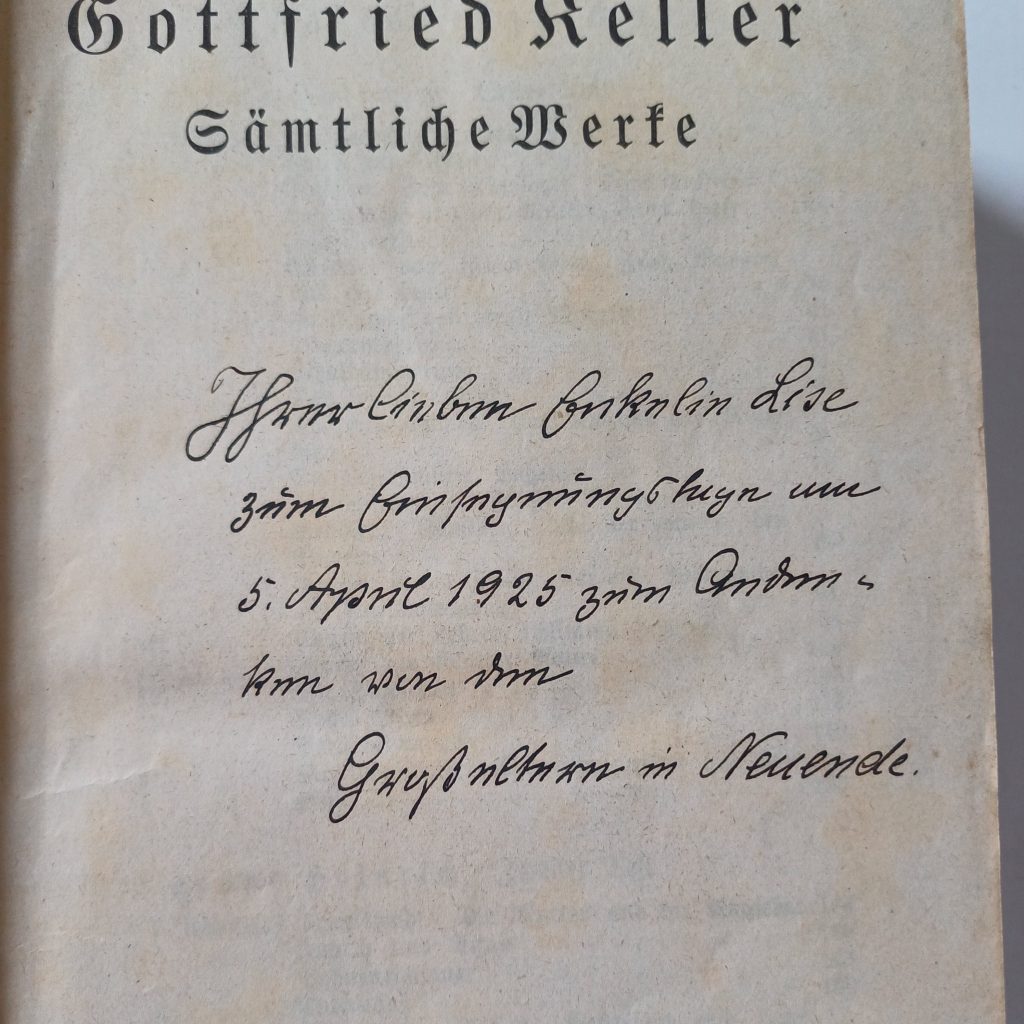 Gottfried Keller
Sämtliche Werke
Ihrer lieben Enkelin Lise
zum Einsegnungstage am
5. April 1925 zum Anden-
ken von den
Großeltern in Neuende.